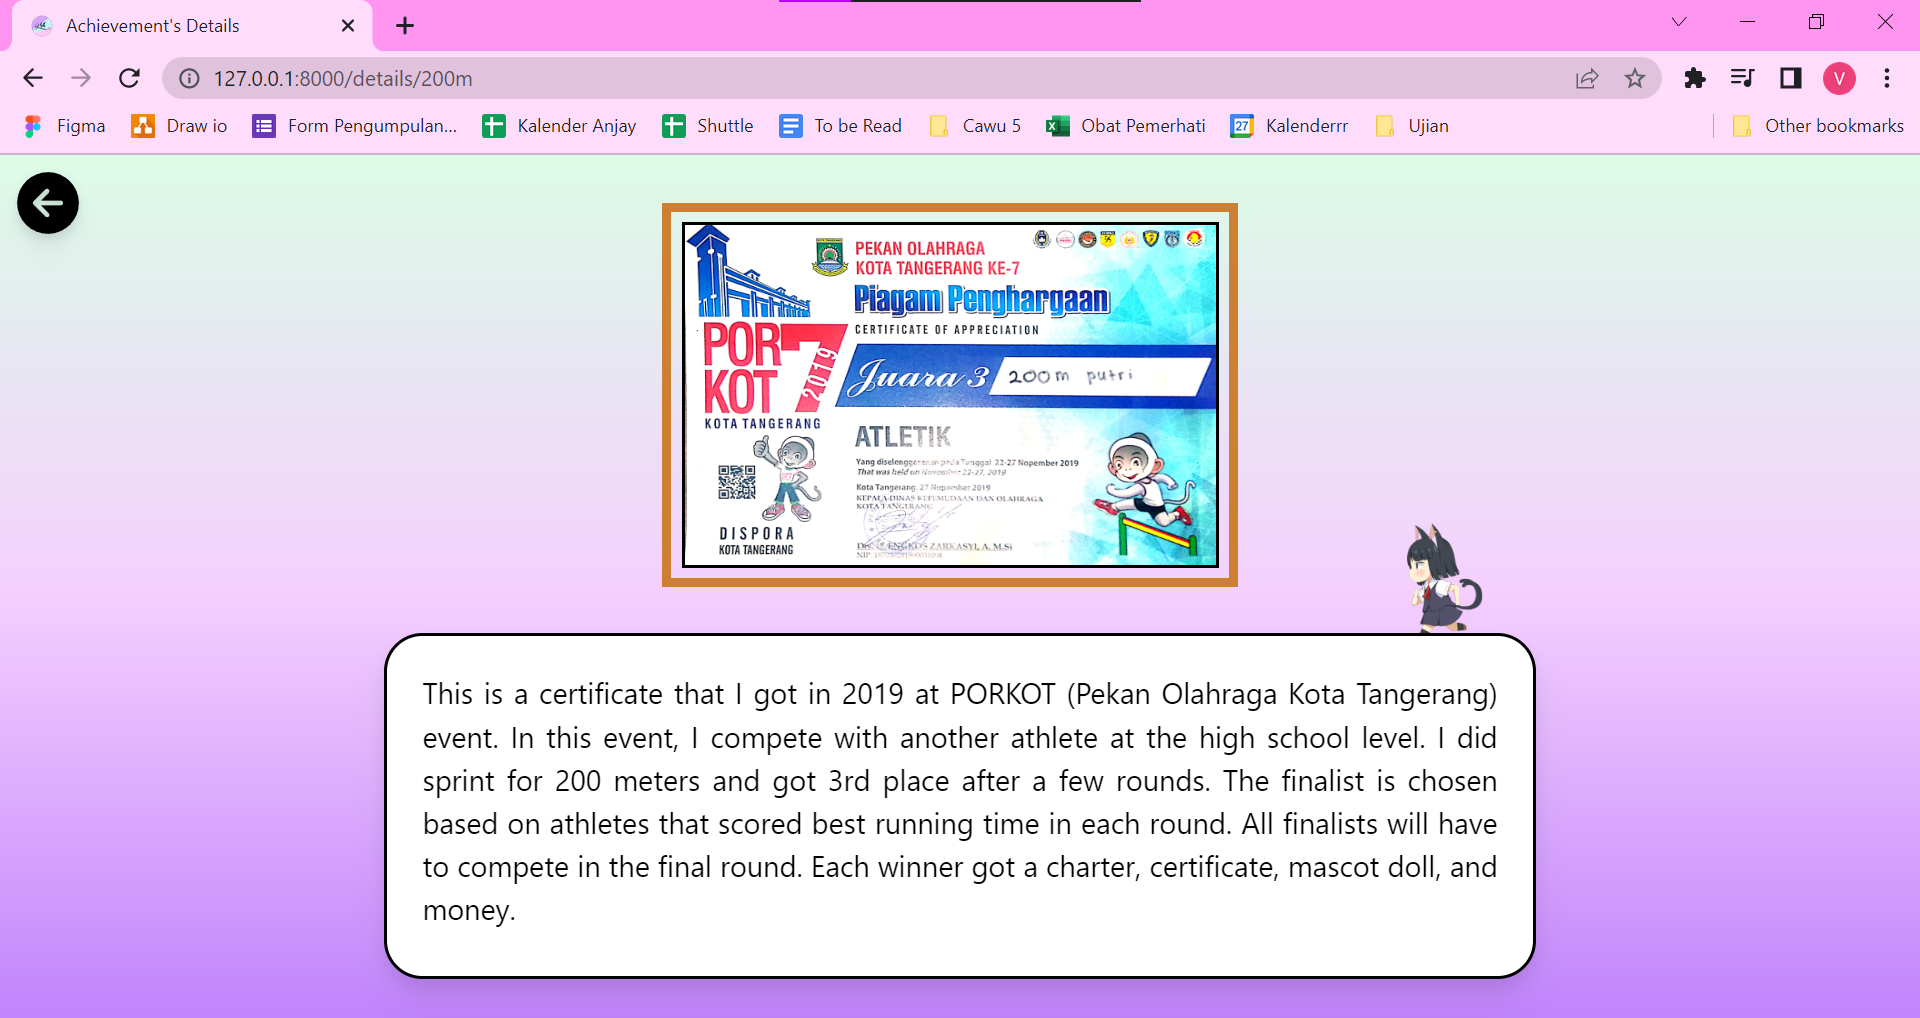 Achievement's Details
127.0.0.1:8000/details/200m
V
Figma
Draw io
Form Pengumpulan...
Kalender Anjay
Shuttle
To be Read
Cawu 5
Obat Pemerhati
27
Kalenderrr
Ujian
Other bookmarks
PEKAN OLAHRAGA
KOTA TANGERANG KE-7
Piagam Penghargaan
CERTIFICATE OF APPRECIATION
POR
KOT
7
2019
KOTA TANGERANG
Juara 3
200m putri
ATLETIK
Yang diselenggarakan pada Tanggal 22-27 Nopember 2019
That was held on November 22-27, 2019
Kota Tangerang, 27 Nopember 2019
KEPALA DINAS KEPEMUDAAN DAN OLAHRAGA
KOTA TANGERANG
ENGKOS ZARKASYI, A. M.Si
NIP
DISPORA
KOTA TANGERANG
This is a certificate that I got in 2019 at PORKOT (Pekan Olahraga Kota Tangerang)
event. In this event, I compete with another athlete at the high school level. I did
sprint for 200 meters and got 3rd place after a few rounds. The finalist is chosen
based on athletes that scored best running time in each round. All finalists will have
to compete in the final round. Each winner got a charter, certificate, mascot doll, and
money.